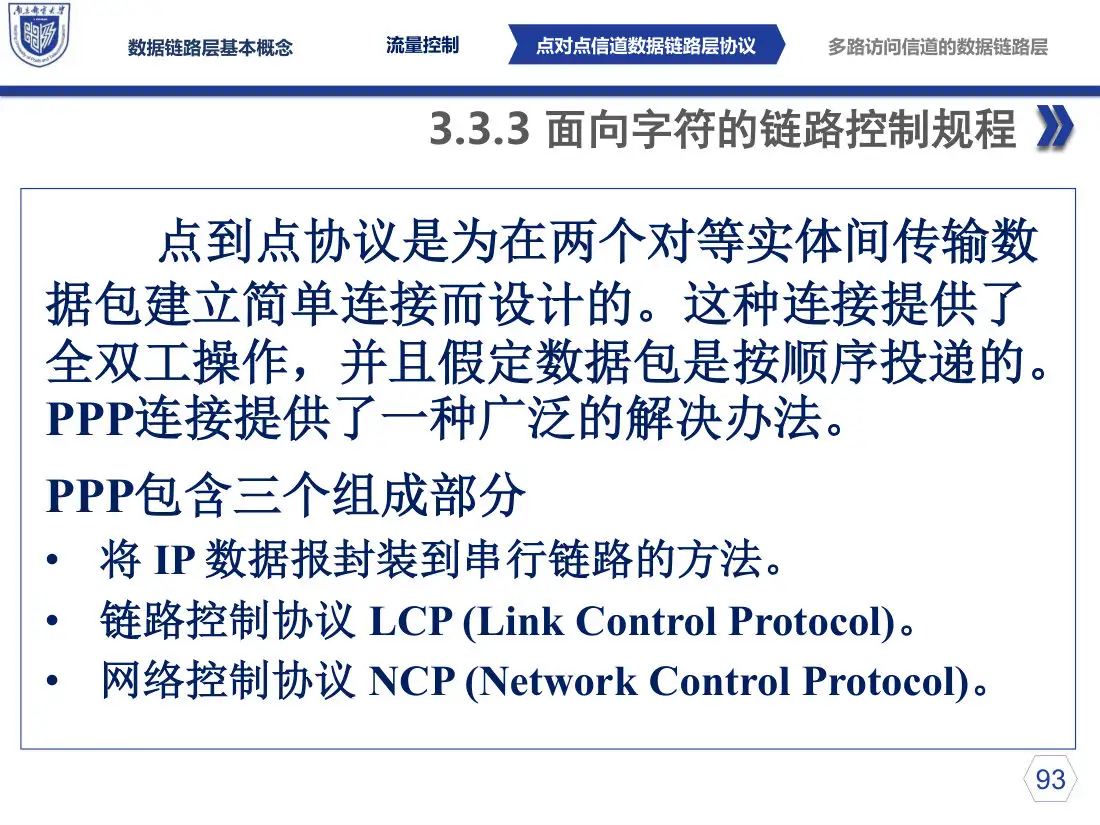 数据链路层基本概念
流量控制
点对点信道数据链路层协议
多路访问信道的数据链路层
3.3.3 面向字符的链路控制规程
点到点协议是为在两个对等实体间传输数
据包建立简单连接而设计的。这种连接提供了
全双工操作，并且假定数据包是按顺序投递的。
PPP连接提供了一种广泛的解决办法。
PPP包含三个组成部分
• 将 IP 数据报封装到串行链路的方法。
• 链路控制协议 LCP (Link Control Protocol)。
• 网络控制协议 NCP (Network Control Protocol)。
93